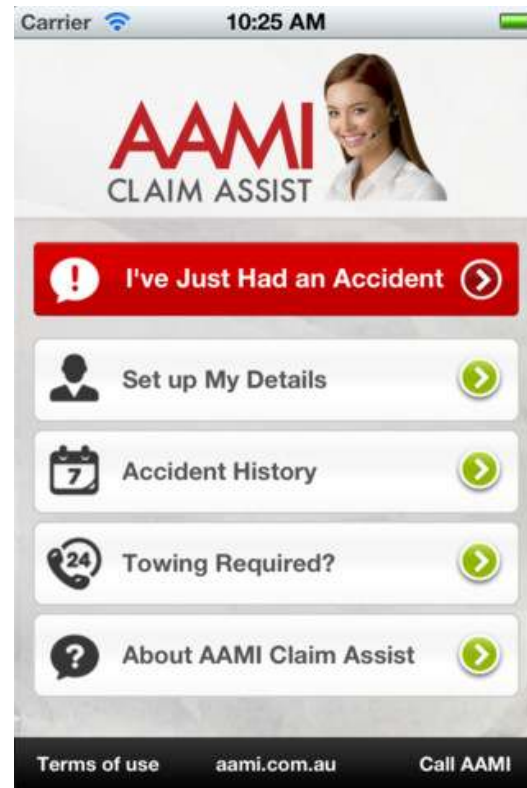 Carrier 10:25 AM
AAMI
CLAIM ASSIST
! I've Just Had an Accident
Set up My Details
7 Accident History
24 Towing Required?
? About AAMI Claim Assist
Terms of use aami.com.au Call AAMI